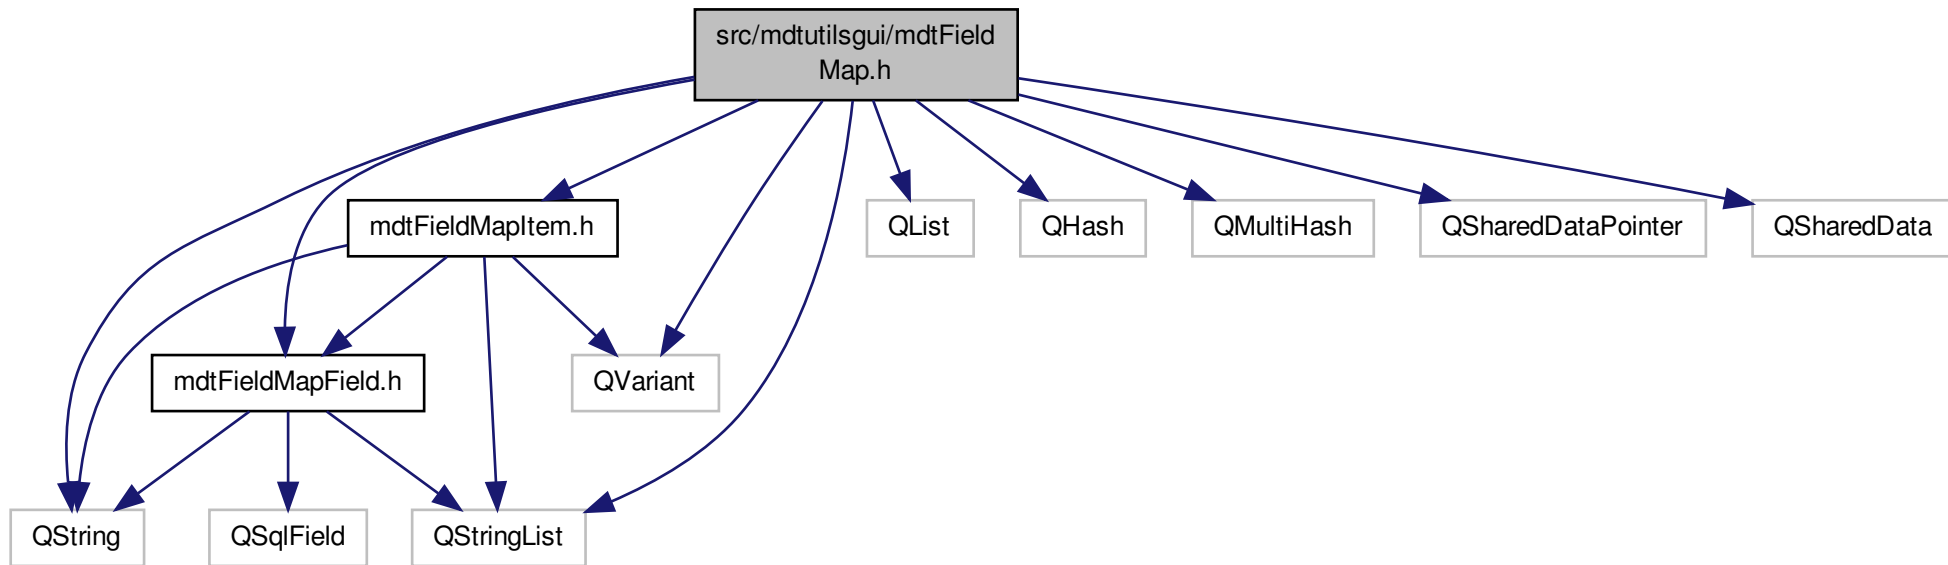 src/mdtutilsgui/mdtField
Map.h
mdtFieldMapItem.h
QList
QHash
QMultiHash
QSharedDataPointer
QSharedData
mdtFieldMapField.h
QVariant
QString
QSqlField
QStringList